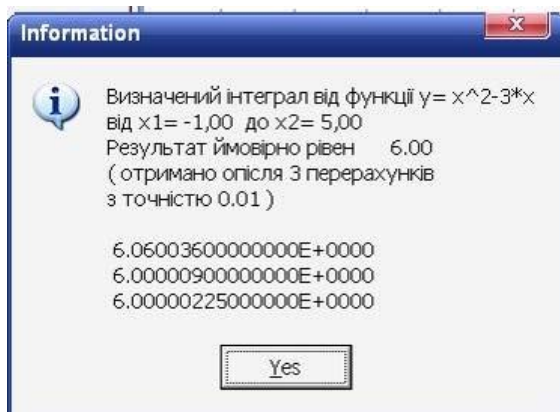 Information
Визначений інтеграл від функції y= x^2-3*x
від x1= -1,00 до x2= 5,00
Результат ймовірно рівен 6.00
( отримано опісля 3 перерахунків
з точністю 0.01 )
6.06003600000000E+0000
6.00000900000000E+0000
6.00000225000000E+0000
Yes